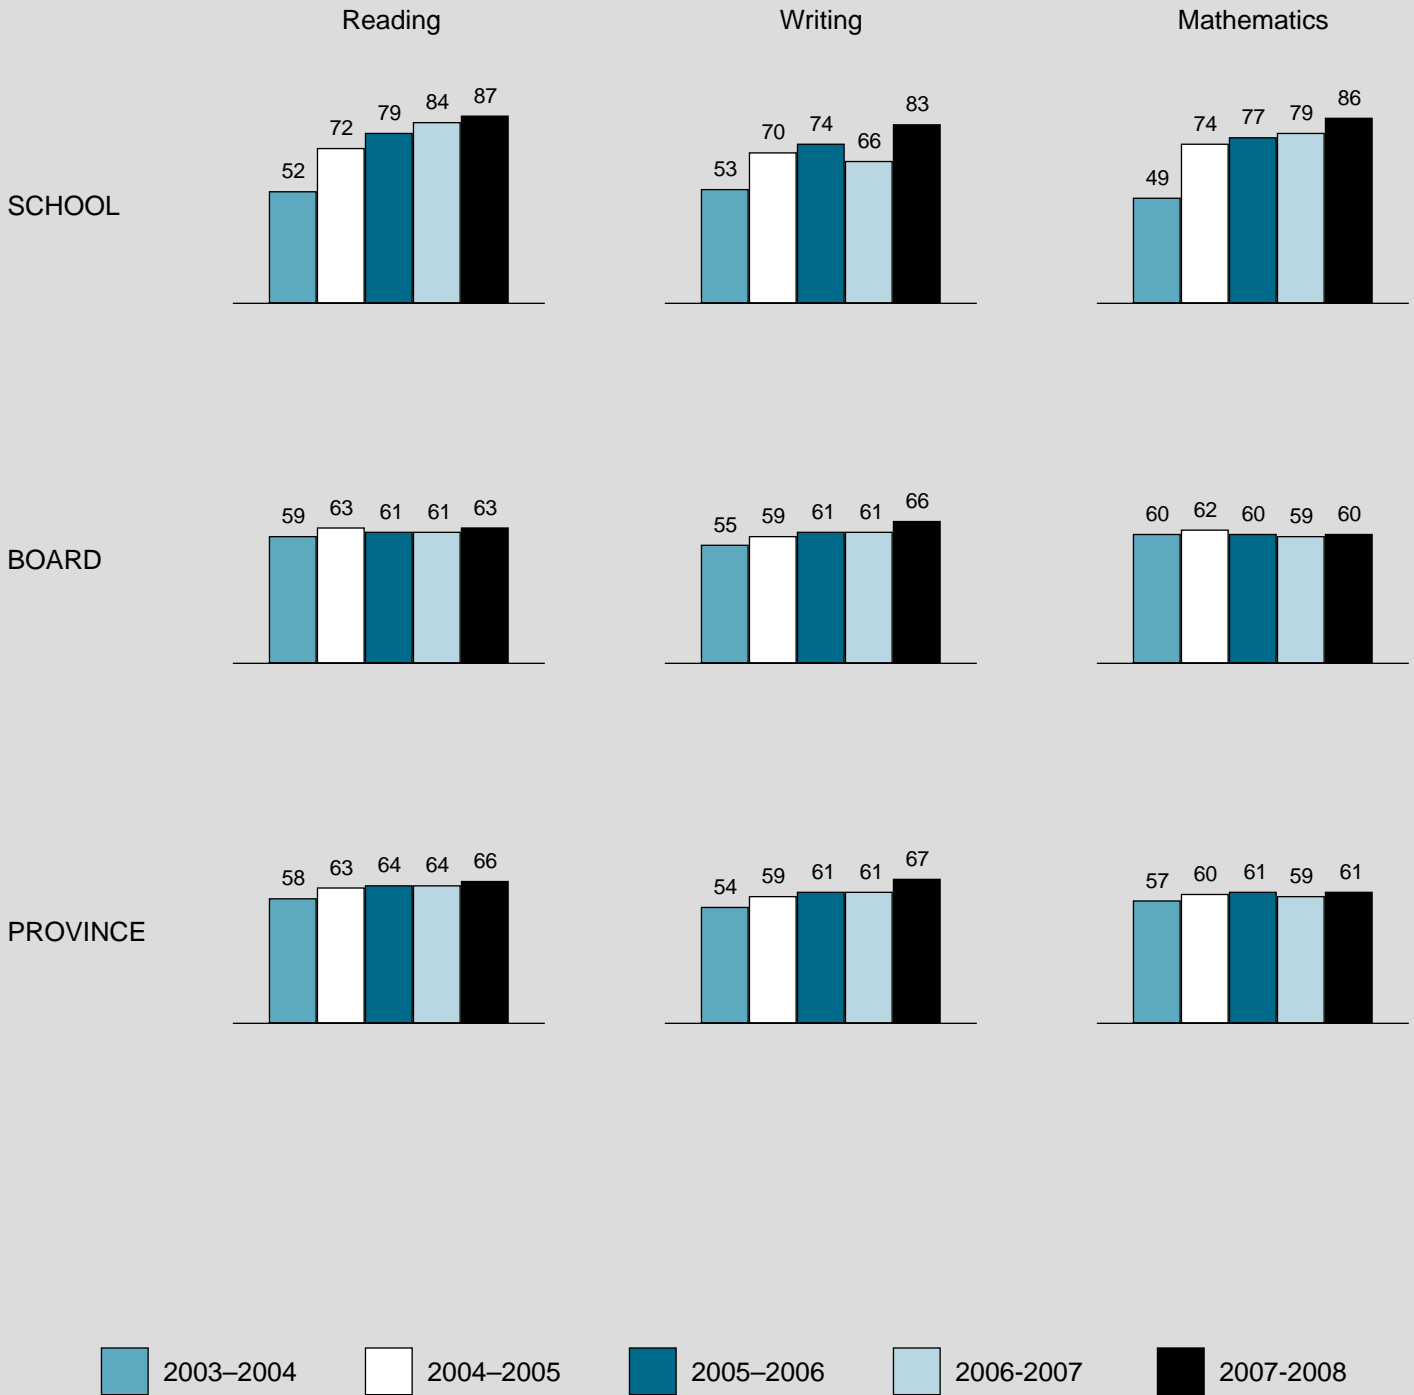 Reading Writing Mathematics
SCHOOL
52 72 79 84 87
53 70 74 66 83
49 74 77 79 86
BOARD
59 63 61 61 63
55 59 61 61 66
60 62 60 59 60
PROVINCE
58 63 64 64 66
54 59 61 61 67
57 60 61 59 61
2003–2004 2004–2005 2005–2006 2006-2007 2007-2008